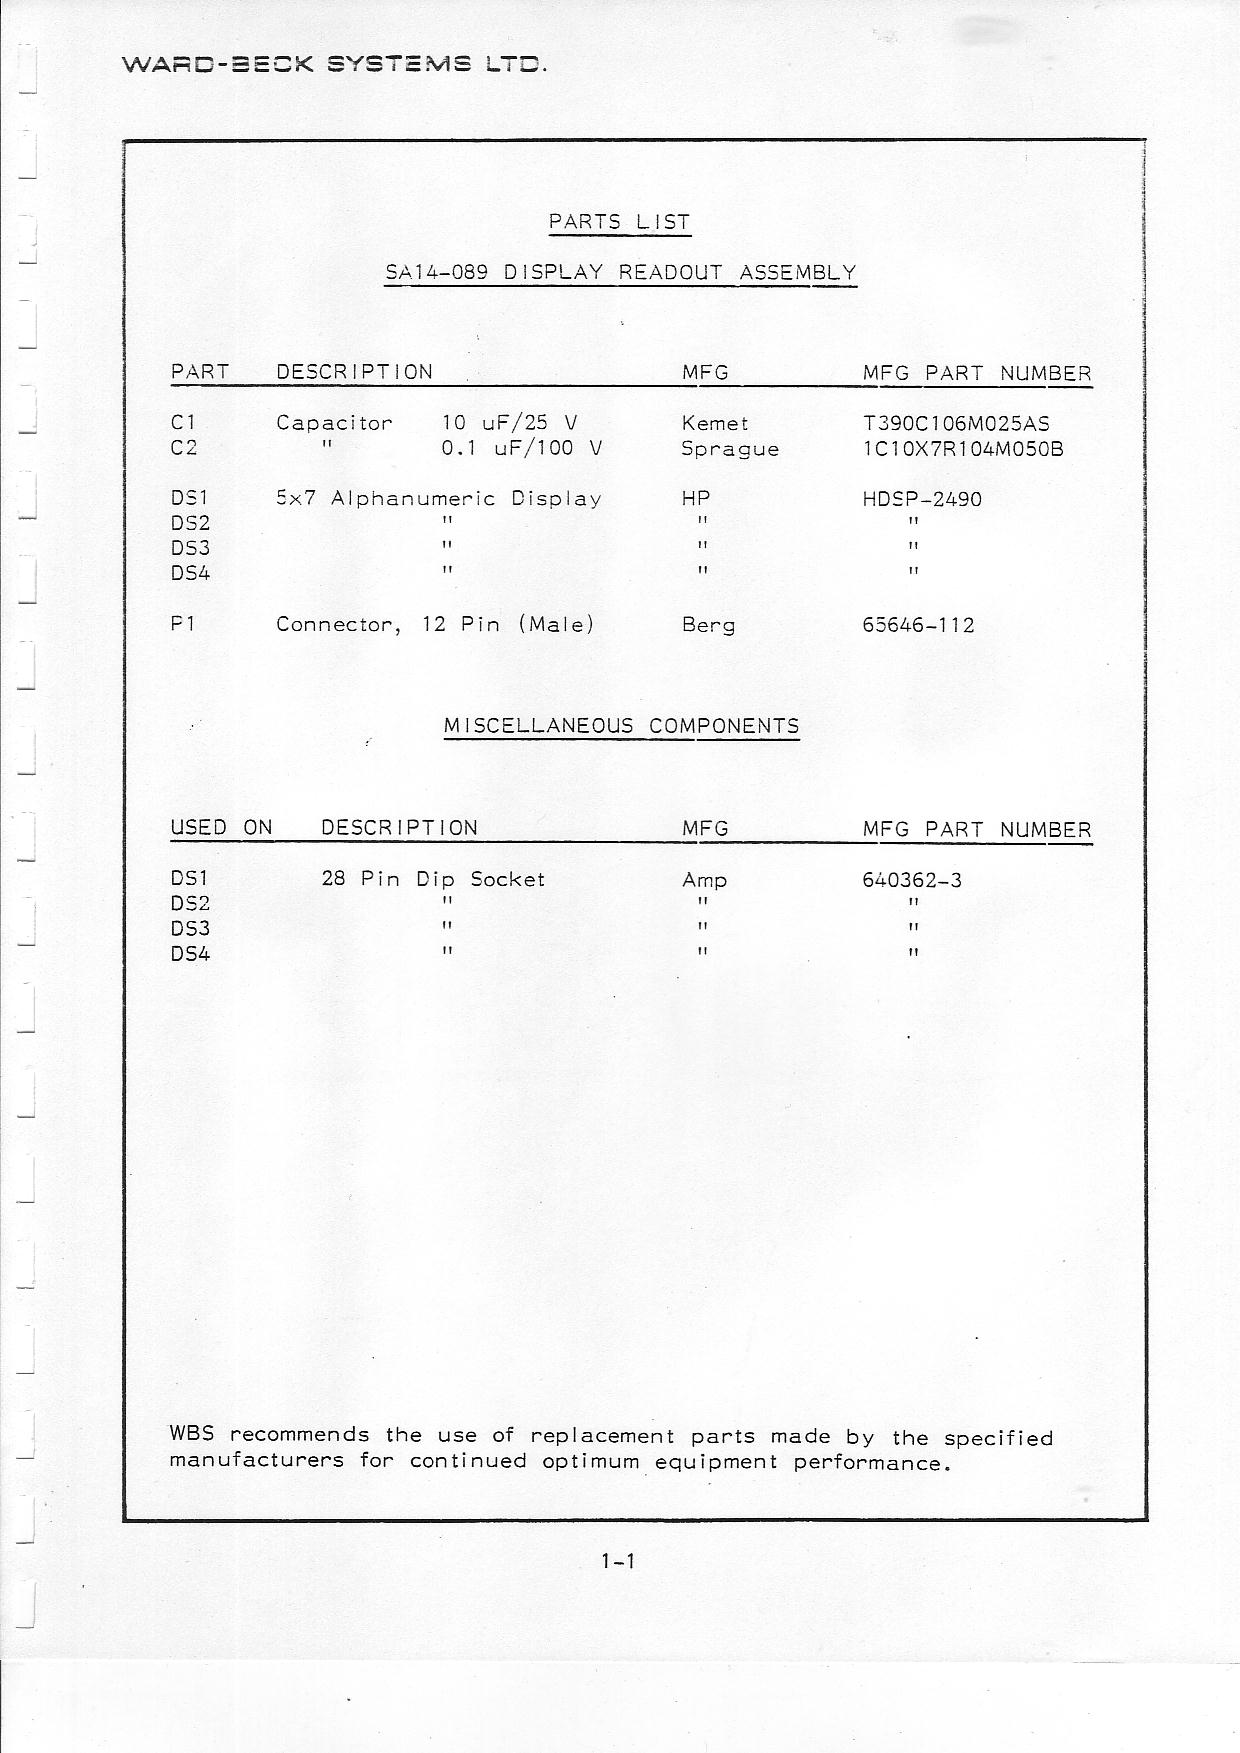 WARD-BECK SYSTEMS LTD.
PARTS LIST
SA14-089 DISPLAY READOUT ASSEMBLY
PART DESCRIPTION MFG MFG PART NUMBER
C1 Capacitor 10 uF/25 V Kemet T390C106M025AS
C2 " 0.1 uF/100 V Sprague 1C10X7R104M050B
DS1 5x7 Alphanumeric Display HP HDSP-2490
DS2 " " "
DS3 " " "
DS4 " " "
P1 Connector, 12 Pin (Male) Berg 65646-112
MISCELLANEOUS COMPONENTS
USED ON DESCRIPTION MFG MFG PART NUMBER
DS1 28 Pin Dip Socket Amp 640362-3
DS2 " " "
DS3 " " "
DS4 " " "
WBS recommends the use of replacement parts made by the specified
manufacturers for continued optimum equipment performance.
1-1